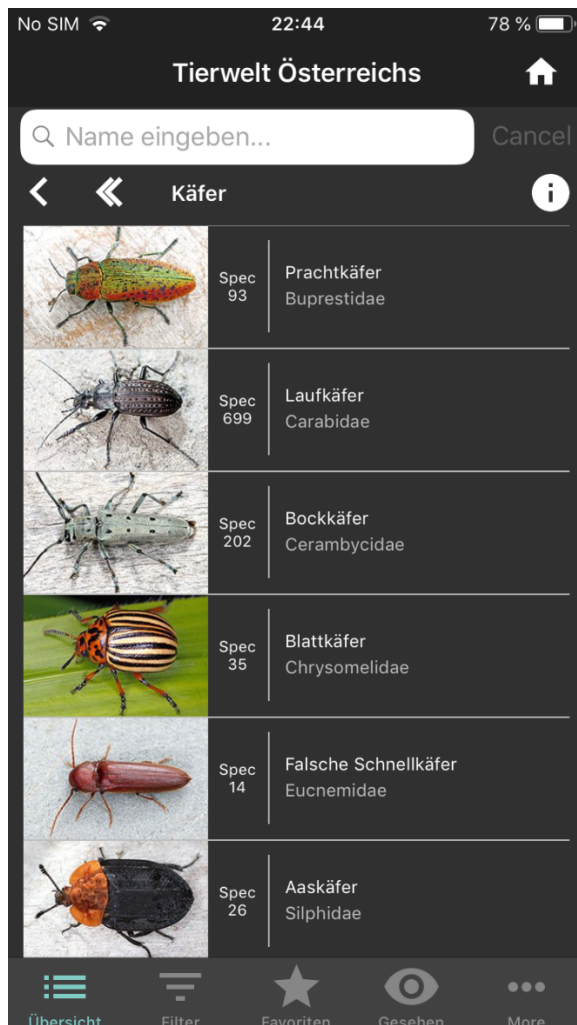 No SIM 22:44 78 %
Tierwelt Österreichs
Name eingeben... Cancel
Käfer
Spec 93 Prachtkäfer
Buprestidae
Spec 699 Laufkäfer
Carabidae
Spec 202 Bockkäfer
Cerambycidae
Spec 35 Blattkäfer
Chrysomelidae
Spec 14 Falsche Schnellkäfer
Eucnemidae
Spec 26 Aaskäfer
Silphidae
Übersicht Filter Favoriten Gesehen More